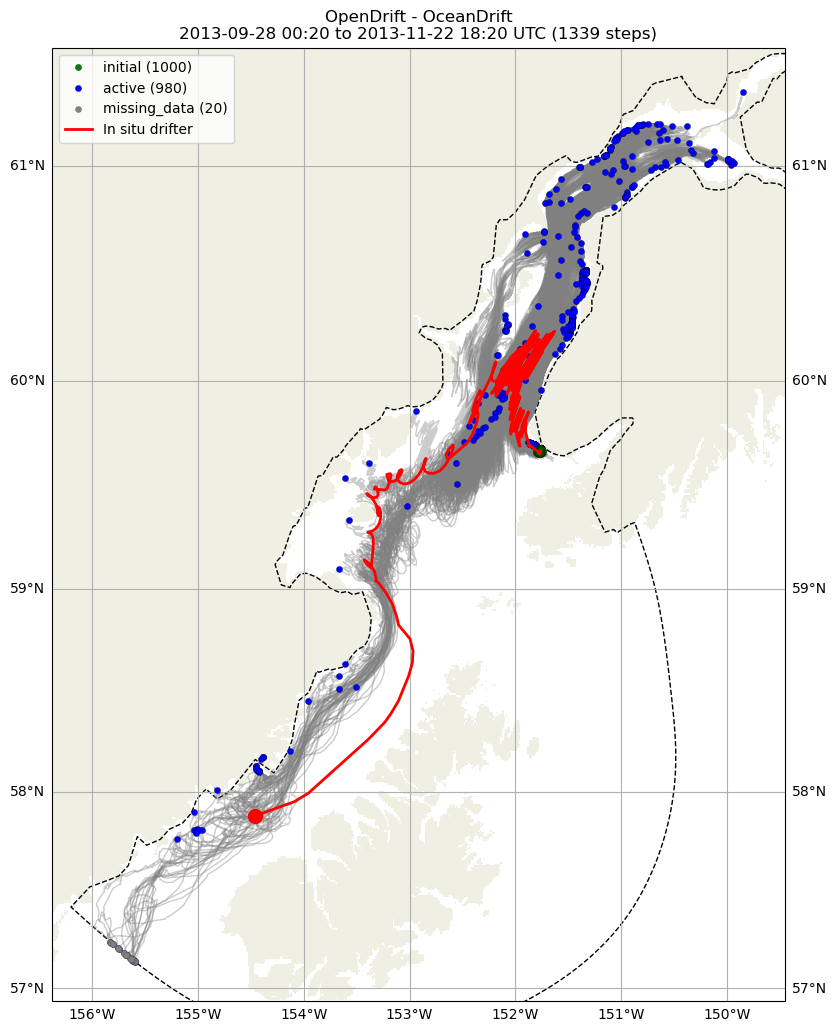 OpenDrift - OceanDrift
2013-09-28 00:20 to 2013-11-22 18:20 UTC (1339 steps)
initial (1000)
active (980)
missing_data (20)
In situ drifter
61°N 61°N
60°N 60°N
59°N 59°N
58°N 58°N
57°N 57°N
156°W 155°W 154°W 153°W 152°W 151°W 150°W